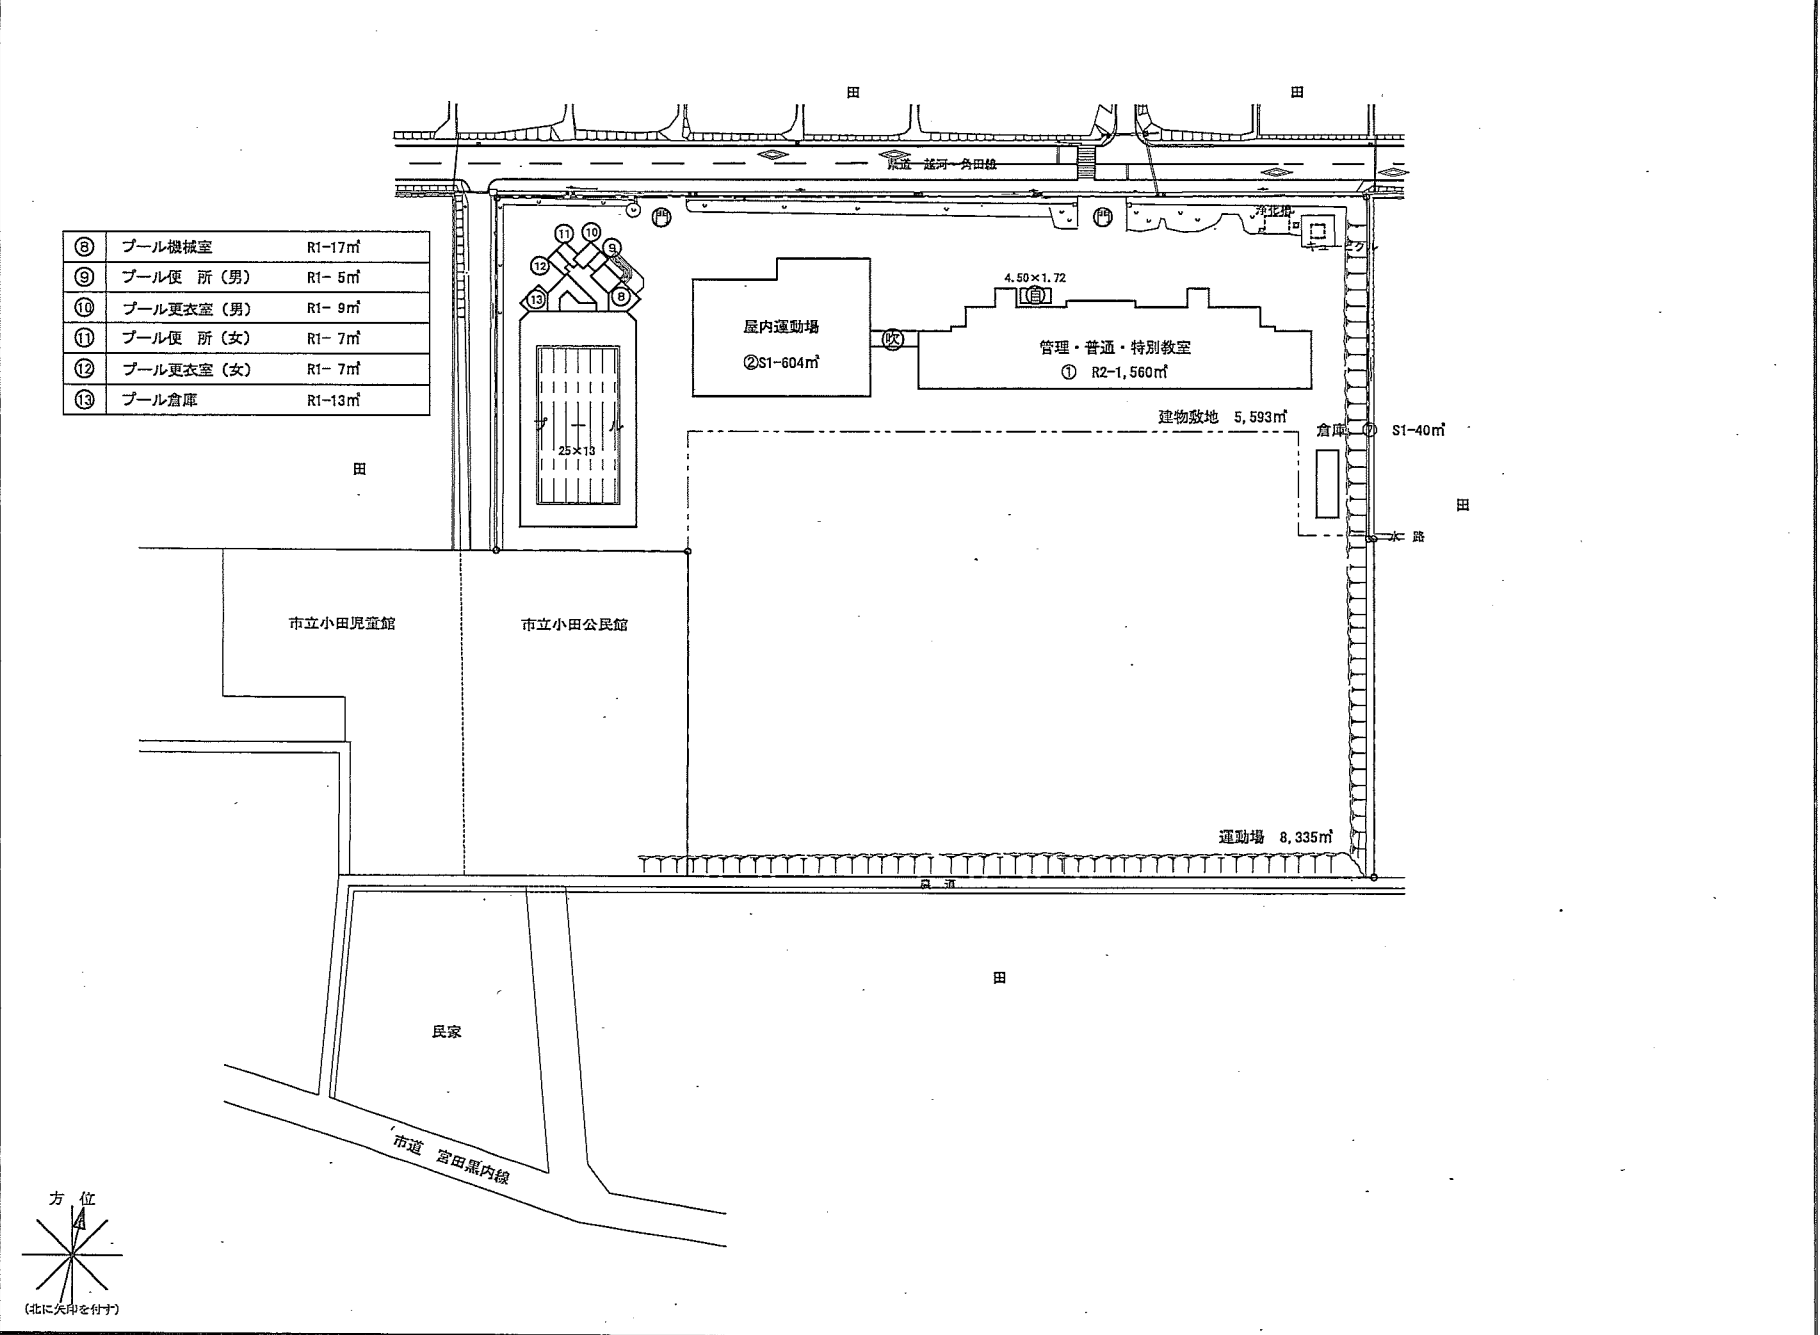 田
田
県道 越河〜角田線
門
門
浄化槽
キュービクル
⑧ プール機械室 R1-17㎡
⑨ プール便 所(男) R1- 5㎡
⑩ プール更衣室(男) R1- 9㎡
⑪ プール便 所(女) R1- 7㎡
⑫ プール更衣室(女) R1- 7㎡
⑬ プール倉庫 R1-13㎡
⑪
⑩
⑨
⑫
⑬
⑧
4.50×1.72
自
屋内運動場
②S1-604㎡
吹
管理・普通・特別教室
① R2-1,560㎡
建物敷地 5,593㎡
倉庫 ⑦ S1-40㎡
プール
25×13
田
田
水 路
市立小田児童館
市立小田公民館
運動場 8,335㎡
農 道
田
民家
市道 宮田黒内線
方 位
(北に矢印を付す)